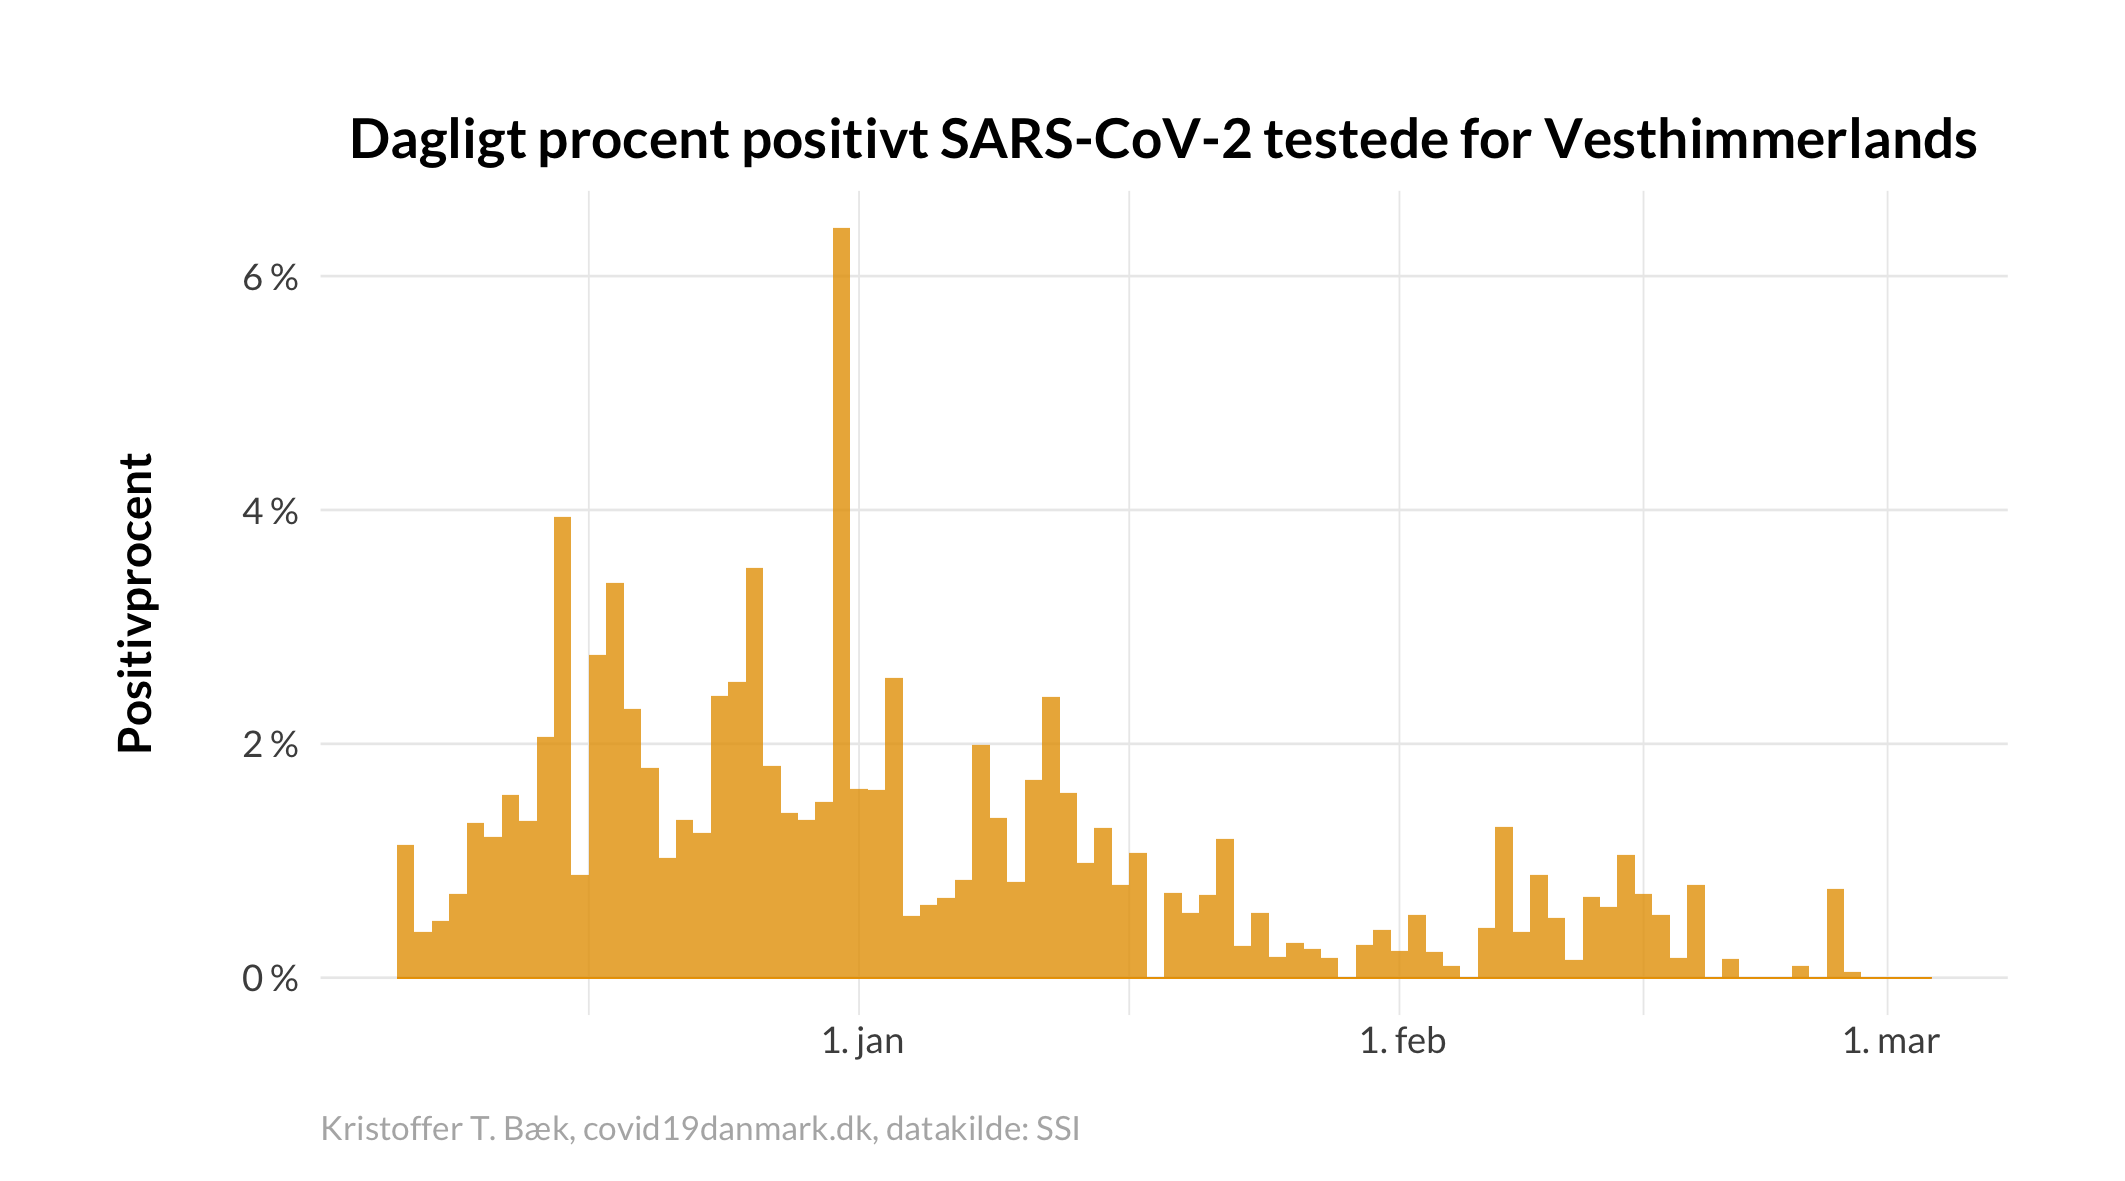 Dagligt procent positivt SARS-CoV-2 testede for Vesthimmerlands
Positivprocent
6 %
4 %
2 %
0 %
1. jan
1. feb
1. mar
Kristoffer T. Bæk, covid19danmark.dk, datakilde: SSI